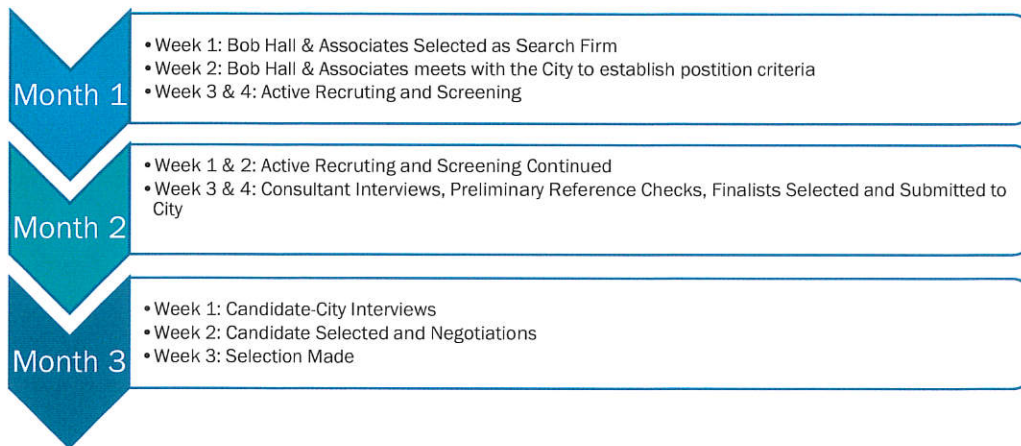 Month 1
• Week 1: Bob Hall & Associates Selected as Search Firm
• Week 2: Bob Hall & Associates meets with the City to establish postition criteria
• Week 3 & 4: Active Recruting and Screening
Month 2
• Week 1 & 2: Active Recruting and Screening Continued
• Week 3 & 4: Consultant Interviews, Preliminary Reference Checks, Finalists Selected and Submitted to
City
Month 3
• Week 1: Candidate-City Interviews
• Week 2: Candidate Selected and Negotiations
• Week 3: Selection Made